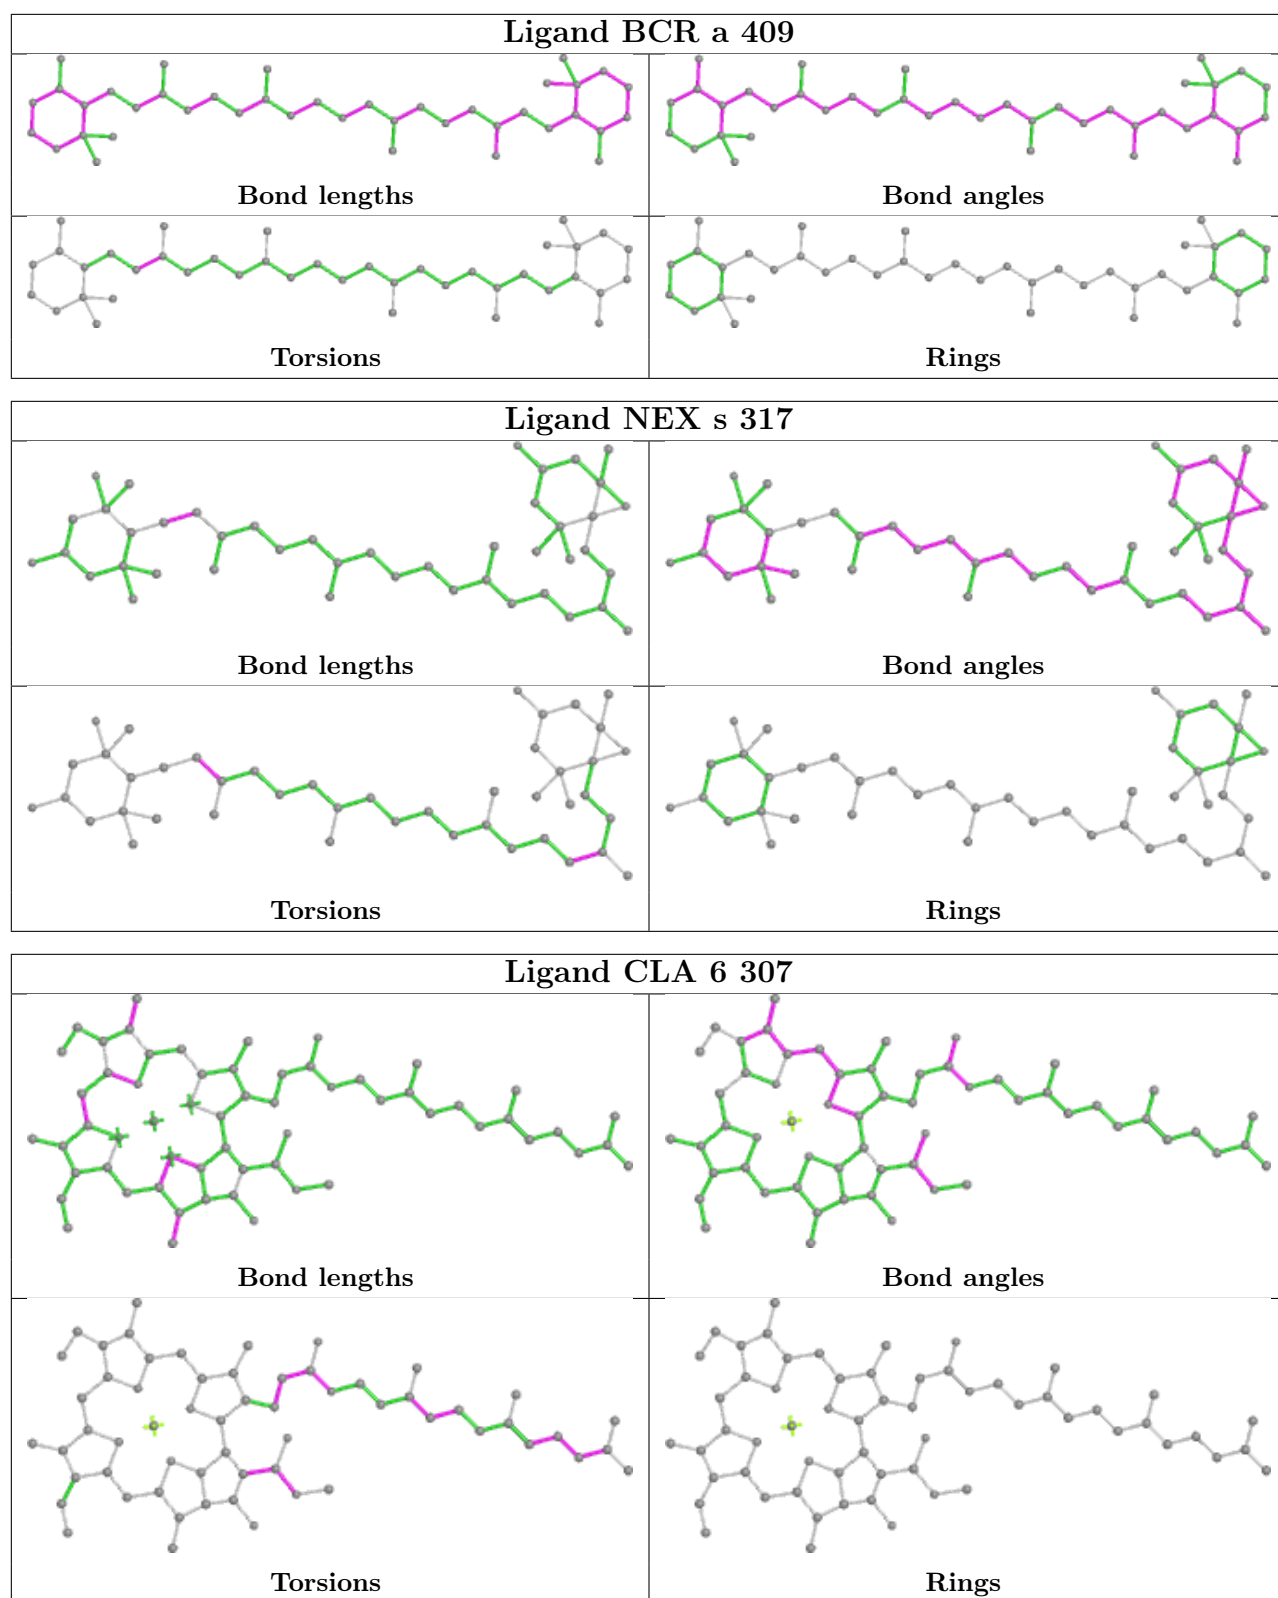 Ligand BCR a 409
Bond lengths
Bond angles
Torsions
Rings
Ligand NEX s 317
Bond lengths
Bond angles
Torsions
Rings
Ligand CLA 6 307
Bond lengths
Bond angles
Torsions
Rings